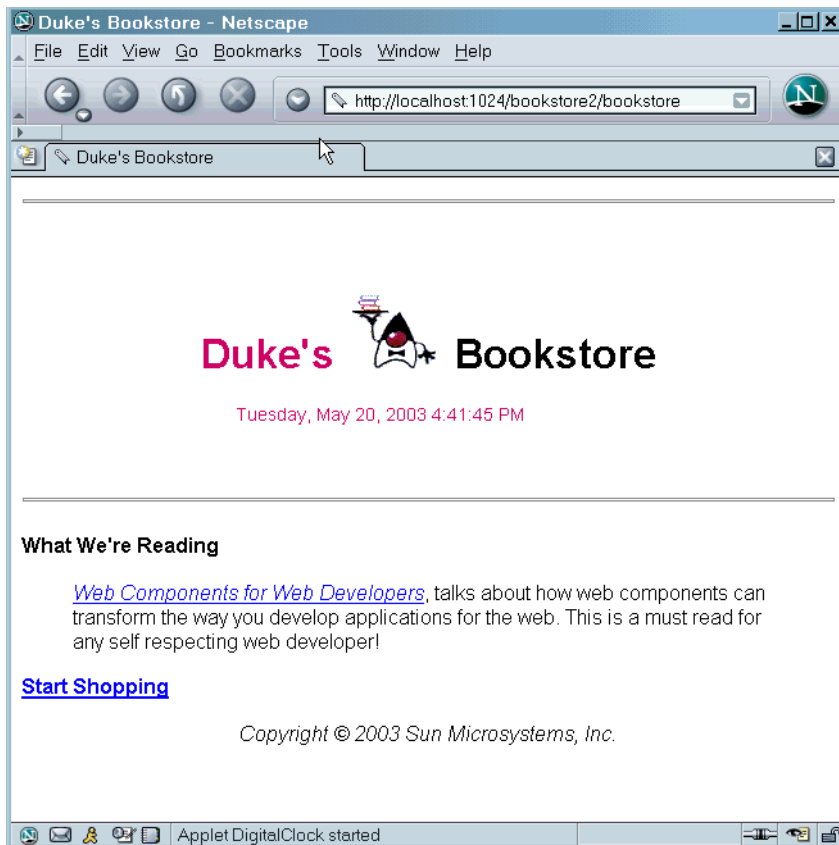 Duke's Bookstore - Netscape
File Edit View Go Bookmarks Tools Window Help
http://localhost:1024/bookstore2/bookstore
N
Duke's Bookstore
Duke's Bookstore
Tuesday, May 20, 2003 4:41:45 PM
What We're Reading
Web Components for Web Developers, talks about how web components can
transform the way you develop applications for the web. This is a must read for
any self respecting web developer!
Start Shopping
Copyright © 2003 Sun Microsystems, Inc.
Applet DigitalClock started